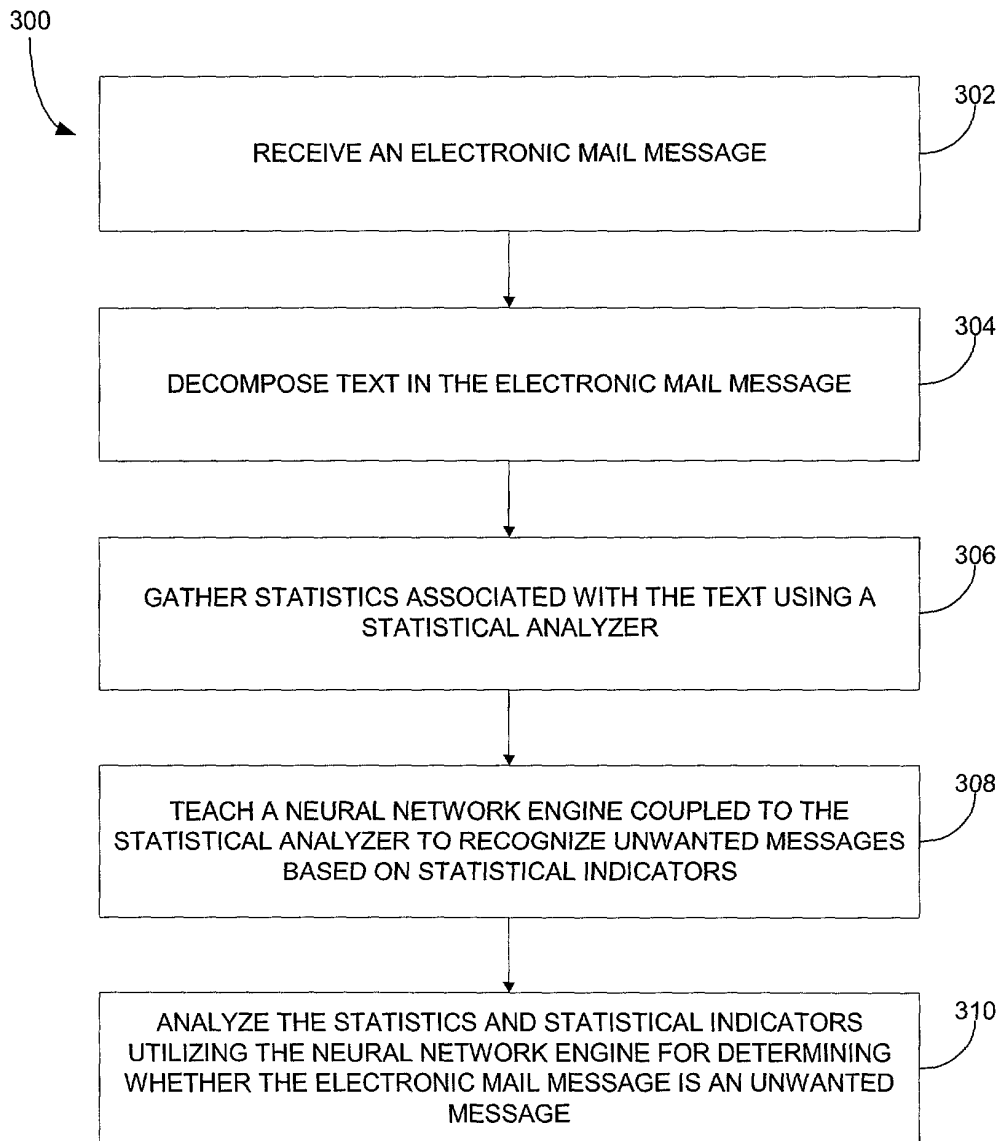 300
302
RECEIVE AN ELECTRONIC MAIL MESSAGE
304
DECOMPOSE TEXT IN THE ELECTRONIC MAIL MESSAGE
306
GATHER STATISTICS ASSOCIATED WITH THE TEXT USING A
STATISTICAL ANALYZER
308
TEACH A NEURAL NETWORK ENGINE COUPLED TO THE
STATISTICAL ANALYZER TO RECOGNIZE UNWANTED MESSAGES
BASED ON STATISTICAL INDICATORS
310
ANALYZE THE STATISTICS AND STATISTICAL INDICATORS
UTILIZING THE NEURAL NETWORK ENGINE FOR DETERMINING
WHETHER THE ELECTRONIC MAIL MESSAGE IS AN UNWANTED
MESSAGE